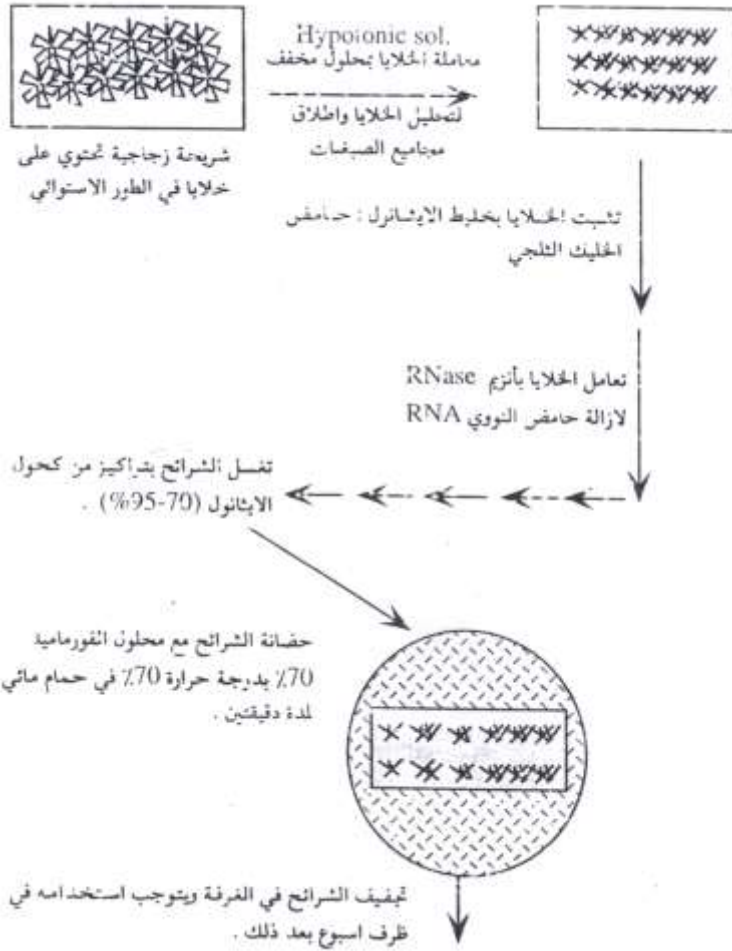 Hypotonic sol.
معاملة الخلايا بمحلول مخفف
لتحليل الخلايا واطلاق
مجاميع الصبغات
شريحة زجاجية تحتوي على
خلايا في الطور الاستوائي
تثبت الخلايا بخليط الايثانول : حامض
الخليك الثلجي
تعامل الخلايا بأنزيم RNase
لازالة حامض النووي RNA
تغسل الشرائح بتراكيز من كحول
الايثانول (70-95%) .
حضانة الشرائح مع محلول الفورماميد
70٪ بدرجة حرارة 70٪ في حمام مائي
لمدة دقيقتين .
تجفيف الشرائح في الغرفة ويتوجب استخدامه في
ظرف اسبوع بعد ذلك .